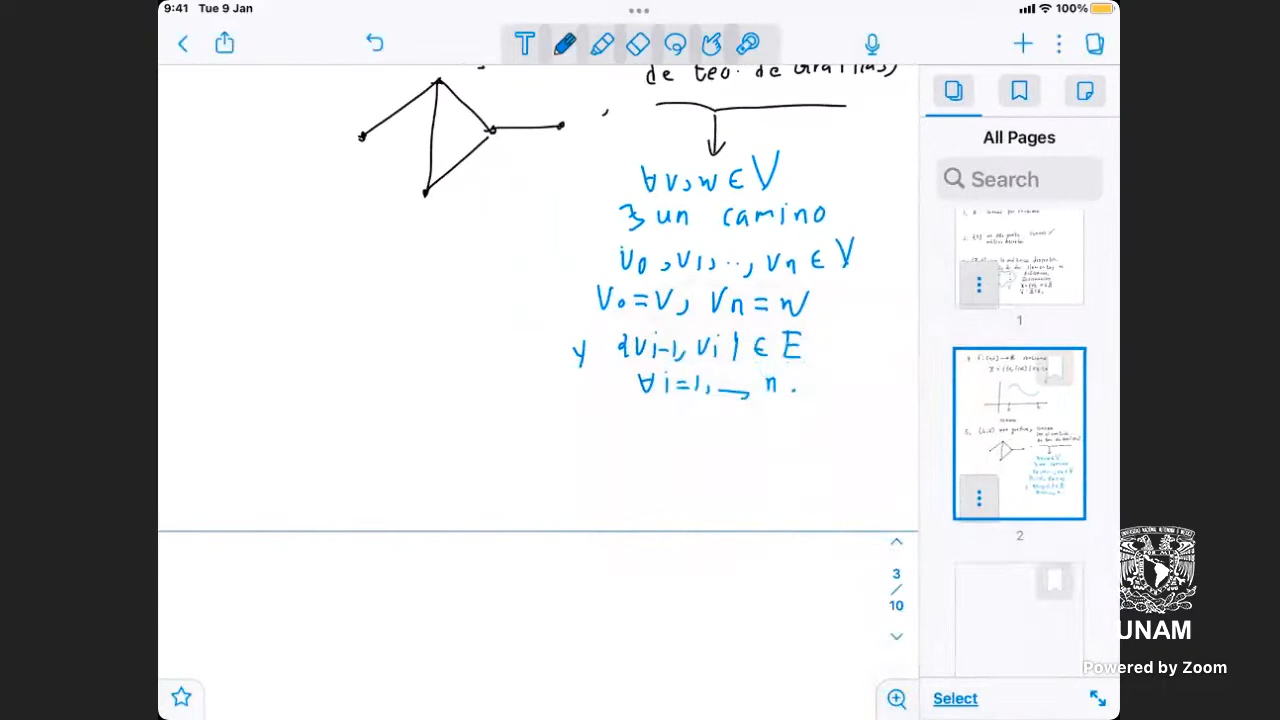 9:41 Tue 9 Jan
100%
T
de teo. de Graficas)
∀ v, w ∈ V
∃ un camino
v0, v1, .., vn ∈ V
v0 = v, vn = w
y {vi-1, vi} ∈ E
∀ i=1, __, n.
3
/
10
All Pages
Search
1
2
Select
UNAM
Powered by Zoom